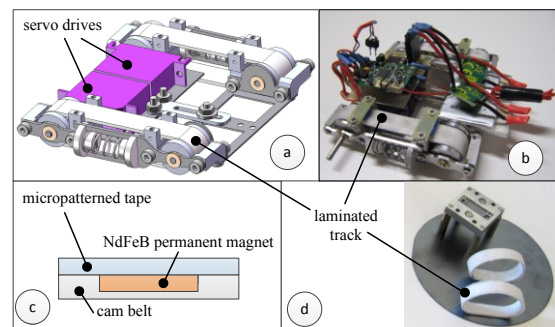 servo drives
a
b
micropatterned tape
NdFeB permanent magnet
cam belt
c
laminated
track
d